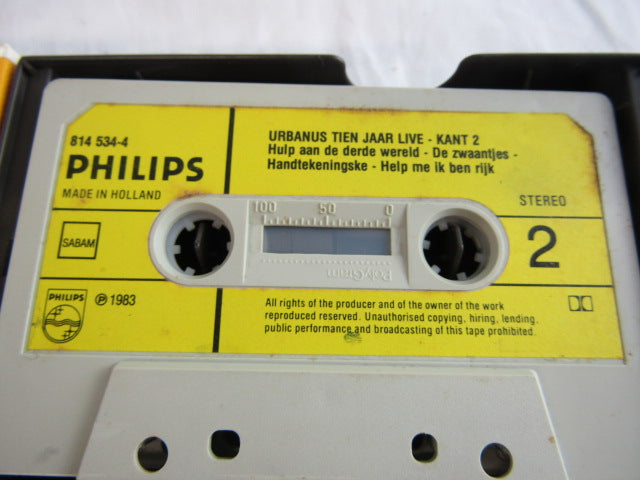 814 534-4
PHILIPS
MADE IN HOLLAND
URBANUS TIEN JAAR LIVE - KANT 2
Hulp aan de derde wereld - De zwaantjes -
Handtekeningske - Help me ik ben rijk
STEREO
2
100 50 0
PolyGram
SABAM
PHILIPS
℗ 1983
All rights of the producer and of the owner of the work
reproduced reserved. Unauthorised copying, hiring, lending,
public performance and broadcasting of this tape prohibited.